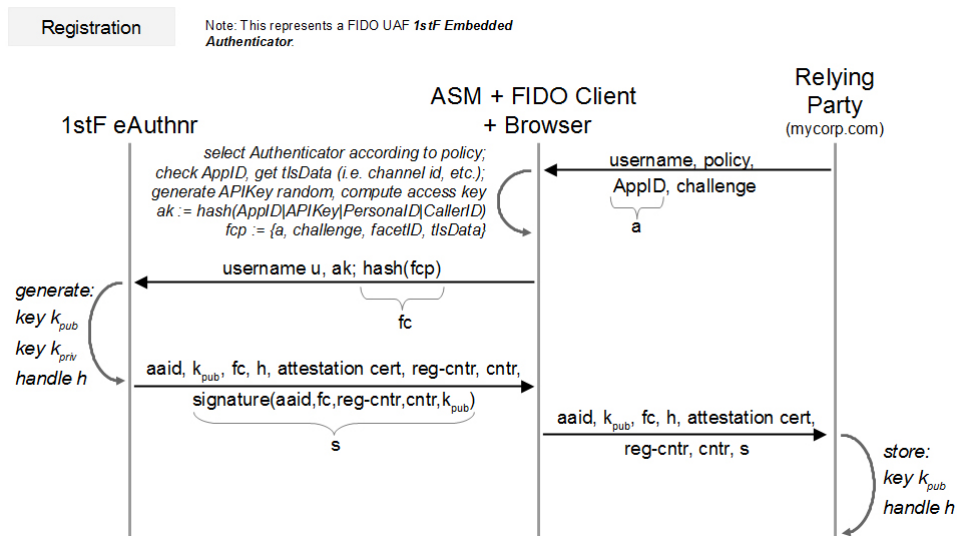 Registration
Note: This represents a FIDO UAF 1stF Embedded
Authenticator.
1stF eAuthnr
ASM + FIDO Client
+ Browser
Relying
Party
(mycorp.com)
select Authenticator according to policy;
check AppID, get tlsData (i.e. channel id, etc.);
generate APIKey random, compute access key
ak := hash(AppID|APIKey|PersonaID|CallerID)
fcp := {a, challenge, facetID, tlsData}
username, policy,
AppID, challenge
a
username u, ak; hash(fcp)
fc
generate:
key kpub
key kpriv
handle h
aaid, kpub, fc, h, attestation cert, reg-cntr, cntr,
signature(aaid,fc,reg-cntr,cntr,kpub)
s
aaid, kpub, fc, h, attestation cert,
reg-cntr, cntr, s
store:
key kpub
handle h